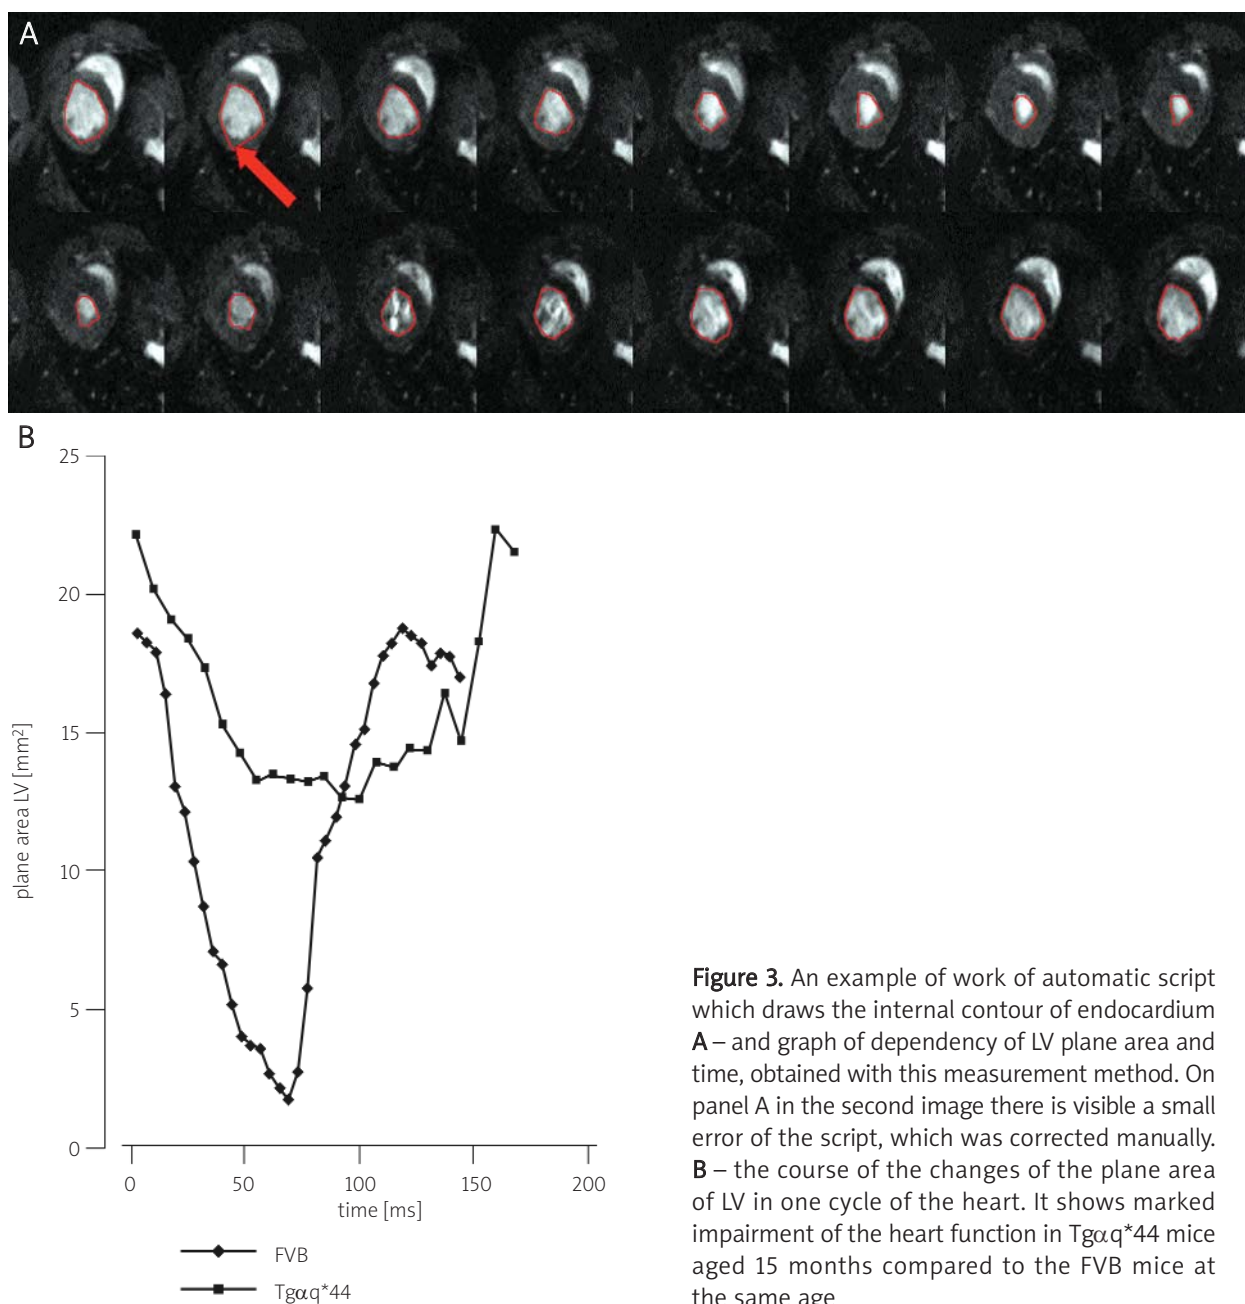 A
B
25
20
15
10
5
0
plane area LV [mm²]
0 50 100 150 200
time [ms]
FVB
Tgαq*44
Figure 3. An example of work of automatic script
which draws the internal contour of endocardium
A – and graph of dependency of LV plane area and
time, obtained with this measurement method. On
panel A in the second image there is visible a small
error of the script, which was corrected manually.
B – the course of the changes of the plane area
of LV in one cycle of the heart. It shows marked
impairment of the heart function in Tgαq*44 mice
aged 15 months compared to the FVB mice at
the same age